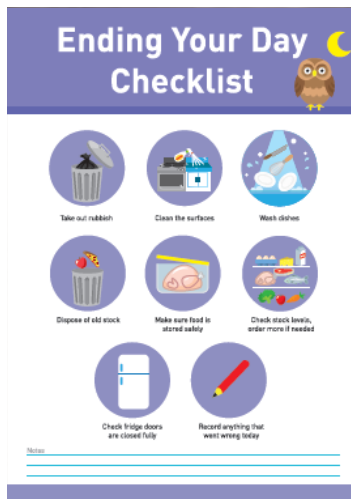 Ending Your Day
Checklist
Take out rubbish
Clean the surfaces
Wash dishes
Dispose of old stock
Make sure food is
stored safely
Check stock levels,
order more if needed
Check fridge doors
are closed fully
Record anything that
went wrong today
Notes